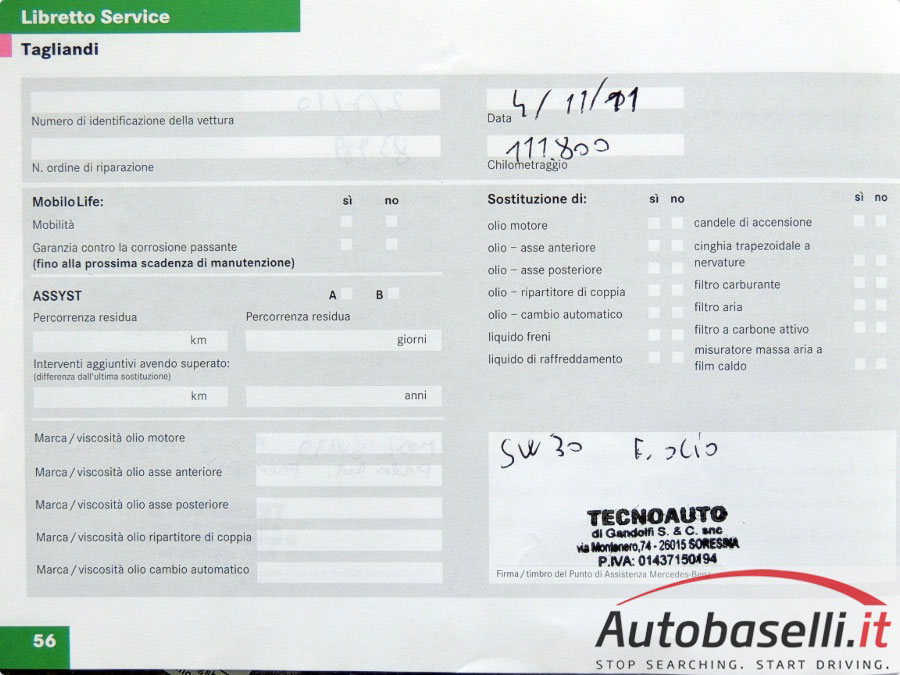 Libretto Service
Tagliandi
Numero di identificazione della vettura
N. ordine di riparazione
4/11/11
Data
111.800
Chilometraggio
MobiloLife: sì no
Mobilità
Garanzia contro la corrosione passante
(fino alla prossima scadenza di manutenzione)
ASSYST A B
Percorrenza residua Percorrenza residua
km giorni
Interventi aggiuntivi avendo superato:
(differenza dall'ultima sostituzione)
km anni
Sostituzione di: sì no sì no
olio motore
olio – asse anteriore
olio – asse posteriore
olio – ripartitore di coppia
olio – cambio automatico
liquido freni
liquido di raffreddamento
candele di accensione
cinghia trapezoidale a
nervature
filtro carburante
filtro aria
filtro a carbone attivo
misuratore massa aria a
film caldo
Marca/viscosità olio motore
Marca/viscosità olio asse anteriore
Marca/viscosità olio asse posteriore
Marca/viscosità olio ripartitore di coppia
Marca/viscosità olio cambio automatico
5W30 F. olio
TECNOAUTO
di Gandolfi S. & C. snc
via Montenero,74 - 26015 SORESINA
P.IVA: 01437150194
Firma/timbro del Punto di Assistenza Mercedes-Benz
56
Autobaselli.it
STOP SEARCHING. START DRIVING.